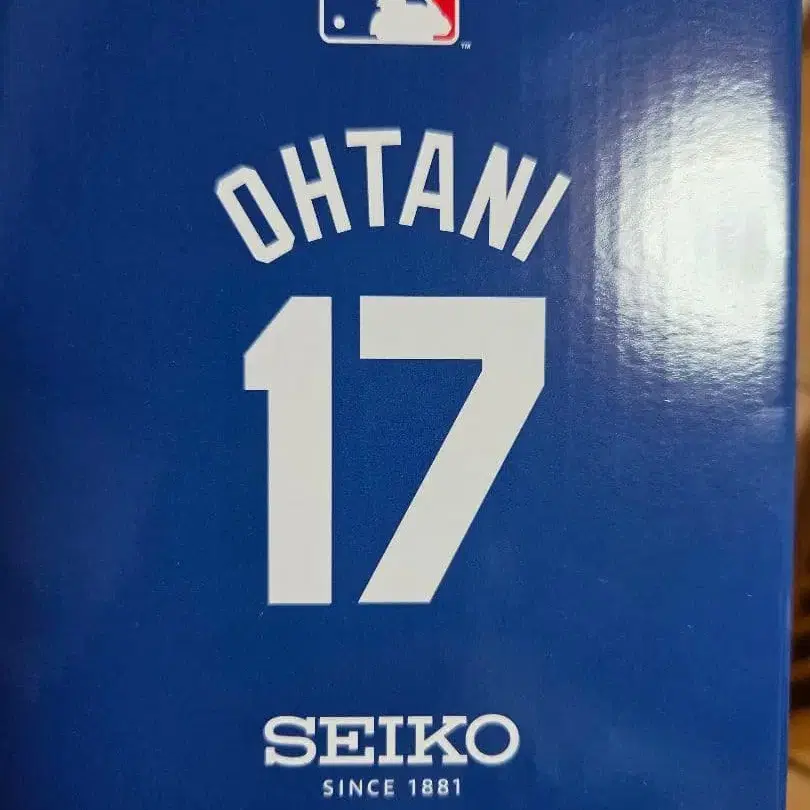 OHTANI
17
SEIKO
SINCE 1881